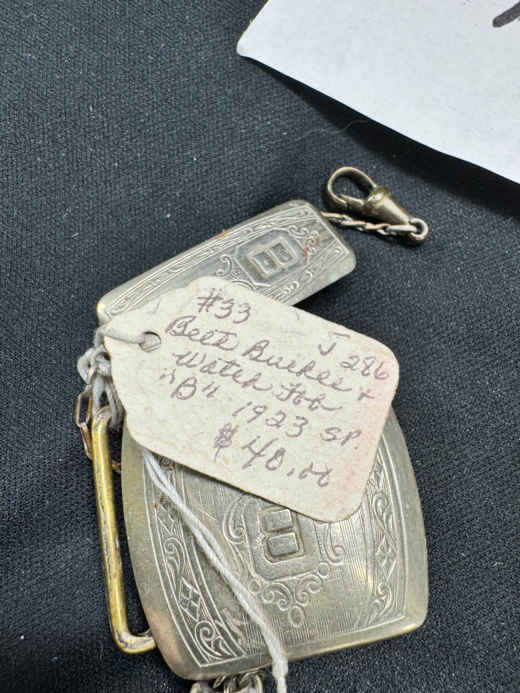 #33
J 286
Belt Buckle +
Watch Fob
"B" 1923 SP.
$40.00
B
B